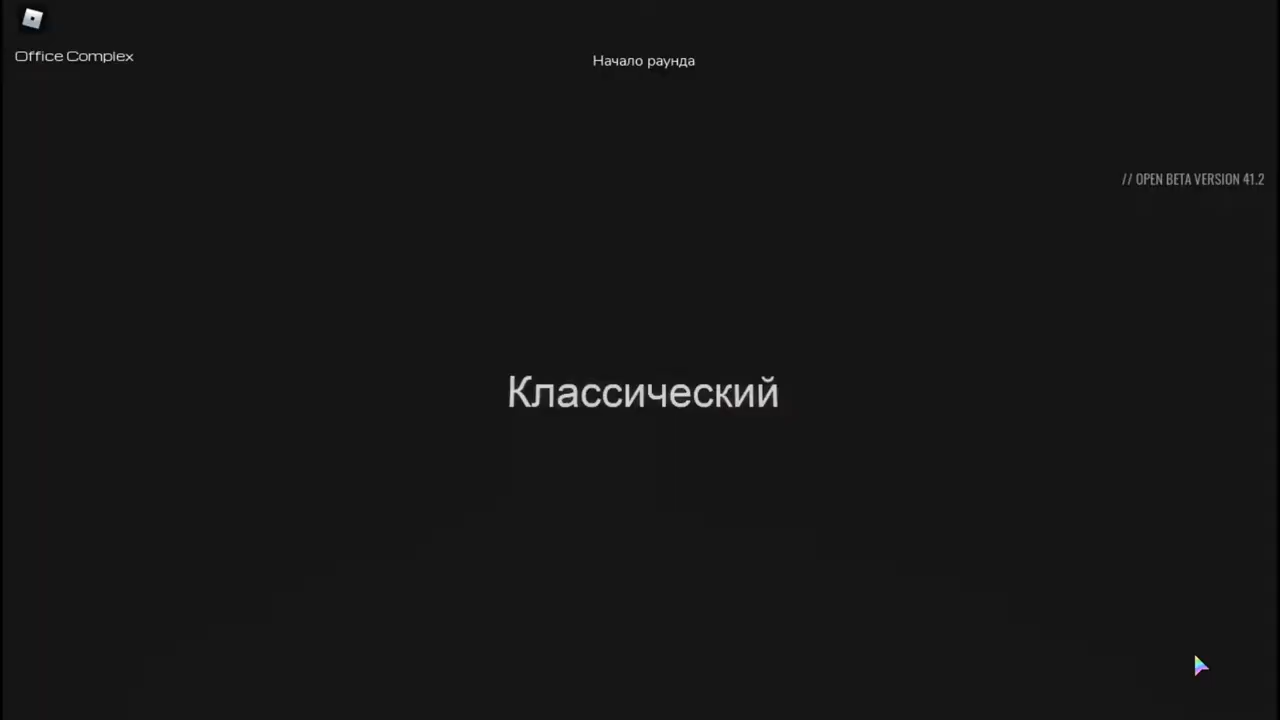 Office Complex
Начало раунда
// OPEN BETA VERSION 41.2
Классический